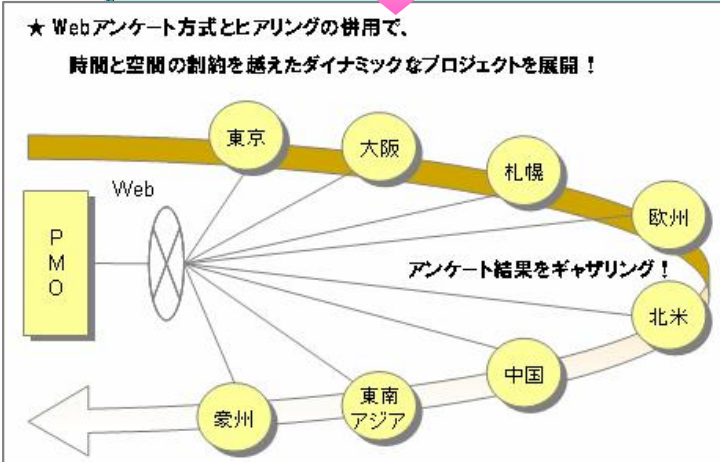 ★ Webアンケート方式とヒアリングの併用で、
時間と空間の制約を越えたダイナミックなプロジェクトを展開！
東京
大阪
札幌
欧州
Web
PMO
アンケート結果をギャザリング！
北米
中国
東南
アジア
豪州